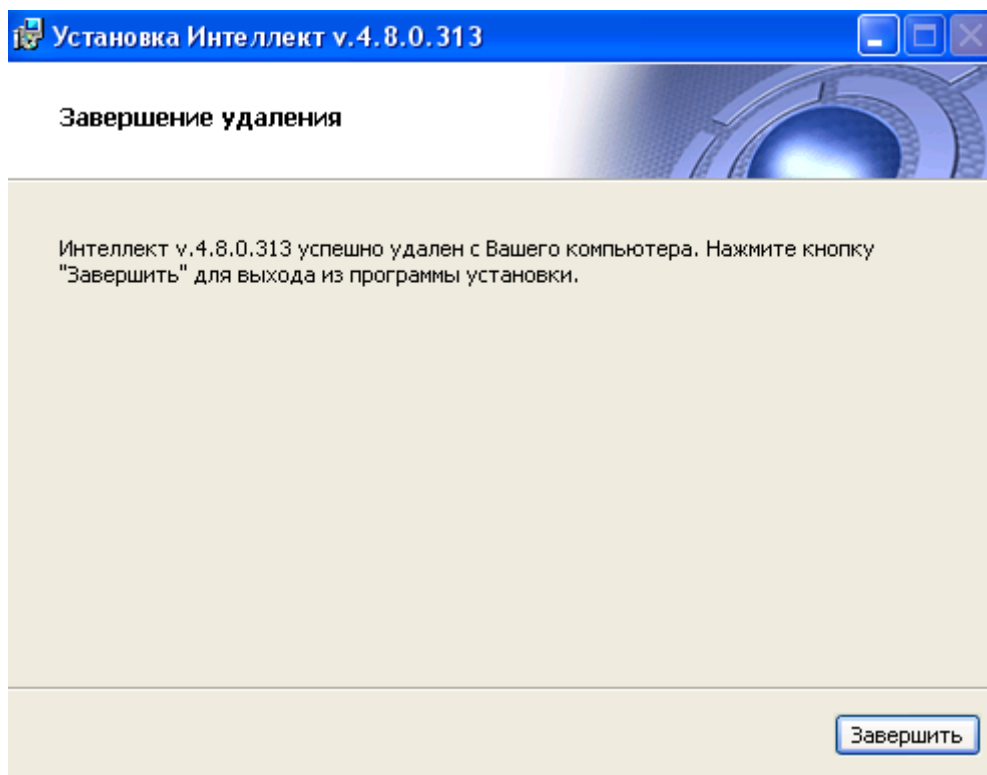 Установка Интеллект v.4.8.0.313
Завершение удаления
Интеллект v.4.8.0.313 успешно удален с Вашего компьютера. Нажмите кнопку
"Завершить" для выхода из программы установки.
Завершить